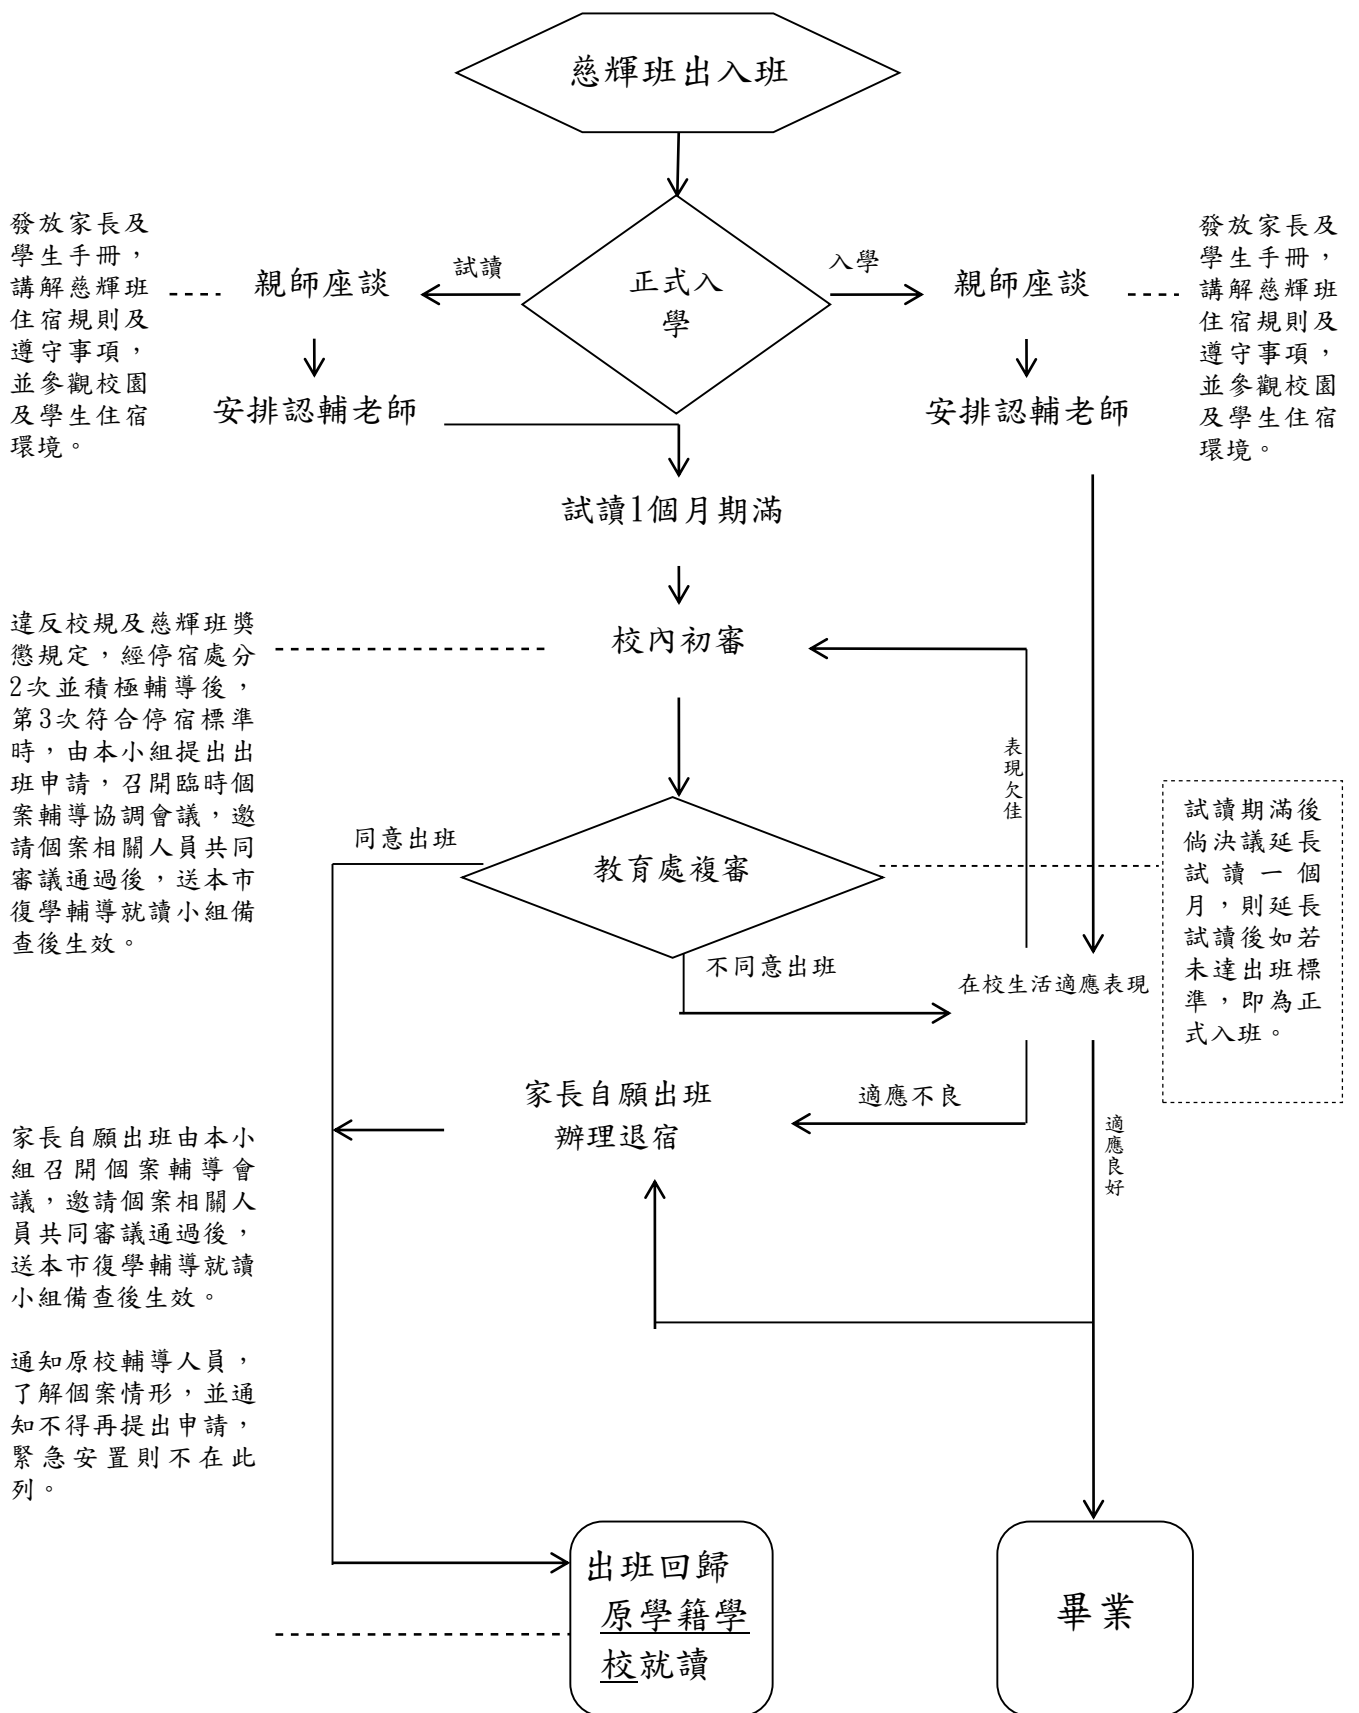 慈輝班出入班
發放家長及
學生手冊，
講解慈輝班
住宿規則及
遵守事項，
並參觀校園
及學生住宿
環境。
親師座談
試讀
正式入
學
入學
親師座談
發放家長及
學生手冊，
講解慈輝班
住宿規則及
遵守事項，
並參觀校園
及學生住宿
環境。
安排認輔老師
安排認輔老師
試讀1個月期滿
校內初審
違反校規及慈輝班獎
懲規定，經停宿處分
2次並積極輔導後，
第3次符合停宿標準
時，由本小組提出出
班申請，召開臨時個
案輔導協調會議，邀
請個案相關人員共同
審議通過後，送本市
復學輔導就讀小組備
查後生效。
表現欠佳
同意出班
教育處複審
試讀期滿後
倘決議延長
試讀一個
月，則延長
試讀後如若
未達出班標
準，即為正
式入班。
不同意出班
在校生活適應表現
家長自願出班
辦理退宿
適應不良
適應良好
家長自願出班由本小
組召開個案輔導會
議，邀請個案相關人
員共同審議通過後，
送本市復學輔導就讀
小組備查後生效。
通知原校輔導人員，
了解個案情形，並通
知不得再提出申請，
緊急安置則不在此
列。
出班回歸
原學籍學
校就讀
畢業